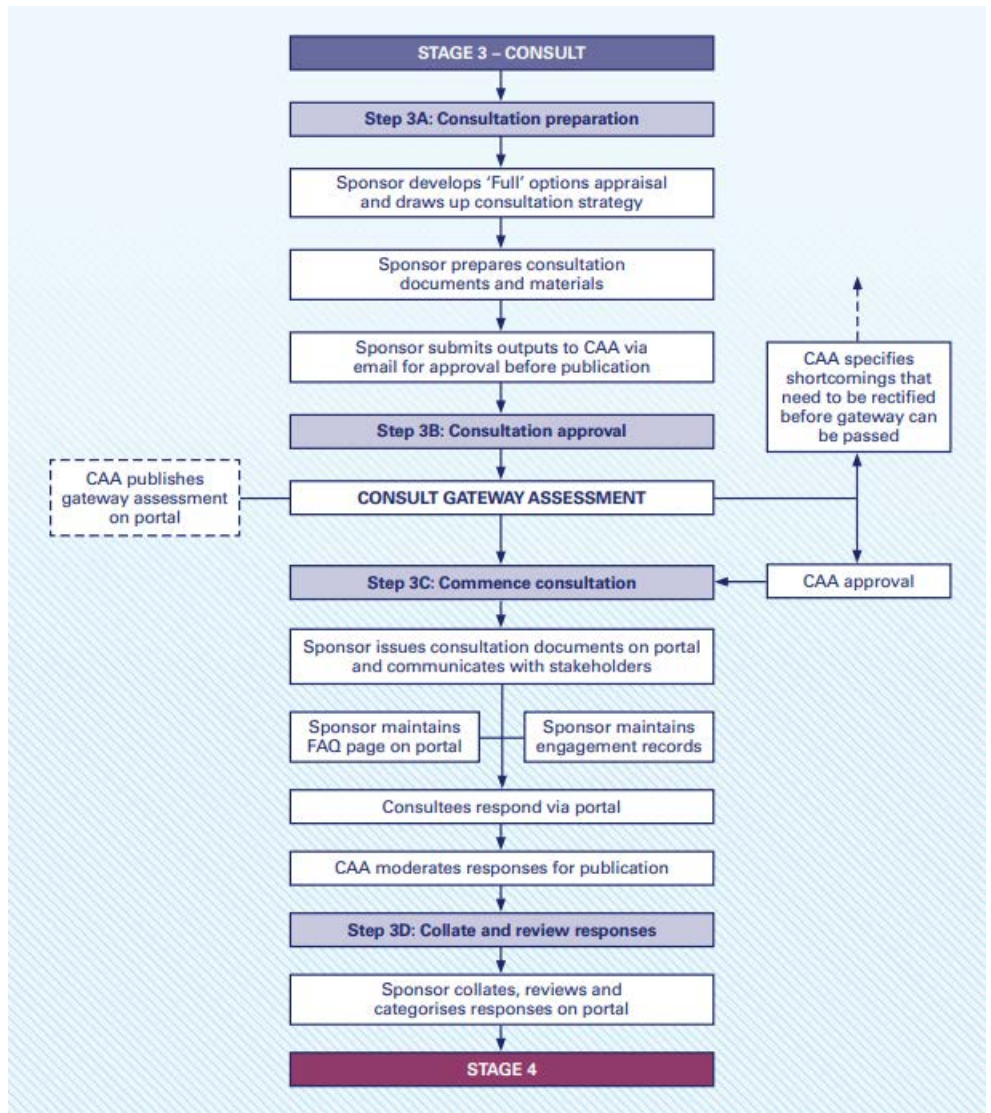 STAGE 3 – CONSULT
Step 3A: Consultation preparation
Sponsor develops ‘Full’ options appraisal
and draws up consultation strategy
Sponsor prepares consultation
documents and materials
Sponsor submits outputs to CAA via
email for approval before publication
CAA specifies
shortcomings that
need to be rectified
before gateway can
be passed
Step 3B: Consultation approval
CAA publishes
gateway assessment
on portal
CONSULT GATEWAY ASSESSMENT
Step 3C: Commence consultation
CAA approval
Sponsor issues consultation documents on portal
and communicates with stakeholders
Sponsor maintains
FAQ page on portal
Sponsor maintains
engagement records
Consultees respond via portal
CAA moderates responses for publication
Step 3D: Collate and review responses
Sponsor collates, reviews and
categorises responses on portal
STAGE 4